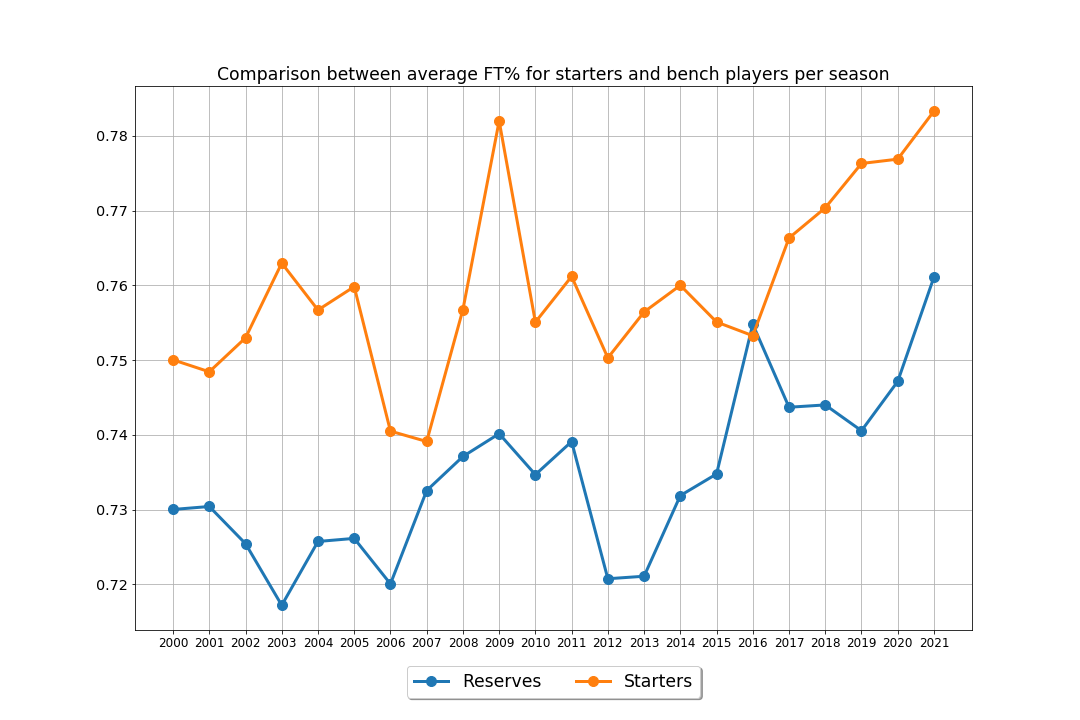 Comparison between average FT% for starters and bench players per season
0.78
0.77
0.76
0.75
0.74
0.73
0.72
2000 2001 2002 2003 2004 2005 2006 2007 2008 2009 2010 2011 2012 2013 2014 2015 2016 2017 2018 2019 2020 2021
Reserves Starters